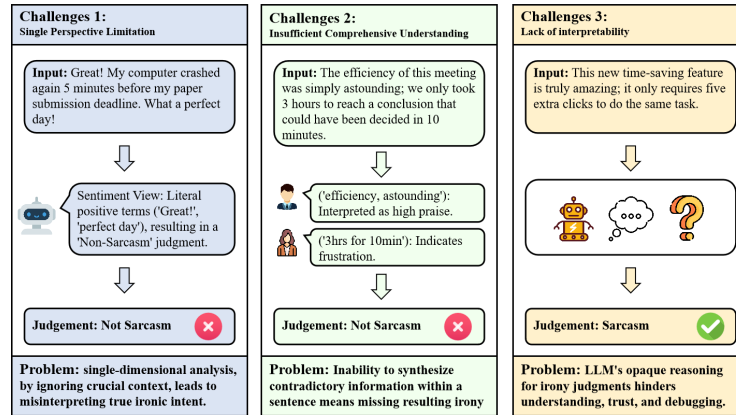 Challenges 1:
Single Perspective Limitation
Input: Great! My computer crashed
again 5 minutes before my paper
submission deadline. What a perfect
day!
Sentiment View: Literal
positive terms ('Great!',
'perfect day'), resulting in a
'Non-Sarcasm' judgment.
Judgement: Not Sarcasm
Problem: single-dimensional analysis,
by ignoring crucial context, leads to
misinterpreting true ironic intent.
Challenges 2:
Insufficient Comprehensive Understanding
Input: The efficiency of this meeting
was simply astounding; we only took
3 hours to reach a conclusion that
could have been decided in 10
minutes.
('efficiency, astounding'):
Interpreted as high praise.
('3hrs for 10min'): Indicates
frustration.
Judgement: Not Sarcasm
Problem: Inability to synthesize
contradictory information within a
sentence means missing resulting irony
Challenges 3:
Lack of interpretability
Input: This new time-saving feature
is truly amazing; it only requires five
extra clicks to do the same task.
Judgement: Sarcasm
Problem: LLM's opaque reasoning
for irony judgments hinders
understanding, trust, and debugging.